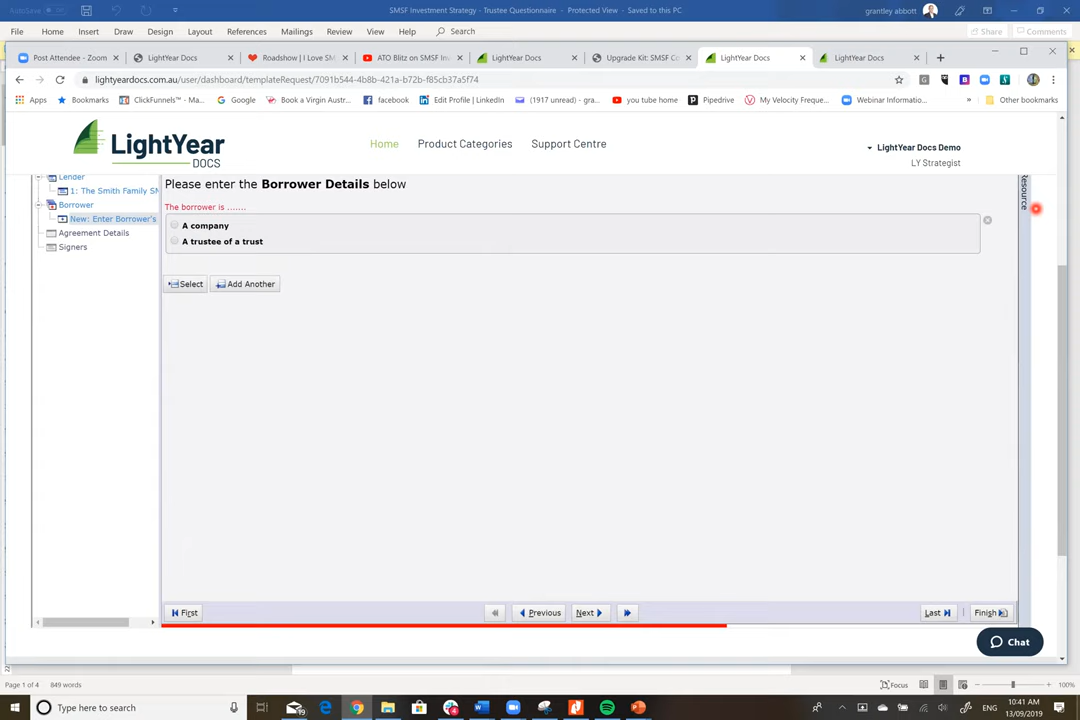 AutoSave
SMSF Investment Strategy - Trustee Questionnaire - Protected View - Saved to this PC
grantley abbott
File Home Insert Draw Design Layout References Mailings Review View Help Search
Share Comments
Post Attendee - Zoom
LightYear Docs
Roadshow | I Love SM
ATO Blitz on SMSF Inv
LightYear Docs
Upgrade Kit: SMSF Co
LightYear Docs
LightYear Docs
lightyeardocs.com.au/user/dashboard/templateRequest/7091b544-4b8b-421a-b72b-f85cb37a5f74
Apps Bookmarks ClickFunnels™ - Ma... Google Book a Virgin Austr... facebook Edit Profile | LinkedIn (1917 unread) - gra... you tube home Pipedrive My Velocity Freque... Webinar Informatio... » Other bookmarks
LightYear
DOCS
Home Product Categories Support Centre
LightYear Docs Demo
LY Strategist
Lender
1: The Smith Family SM
Borrower
New: Enter Borrower's
Agreement Details
Signers
Please enter the Borrower Details below
The borrower is .......
A company
A trustee of a trust
Select Add Another
Resource
First Previous Next Last Finish
Chat
Page 1 of 4 849 words
Focus
100%
Type here to search
19
ENG
10:41 AM
13/09/2019